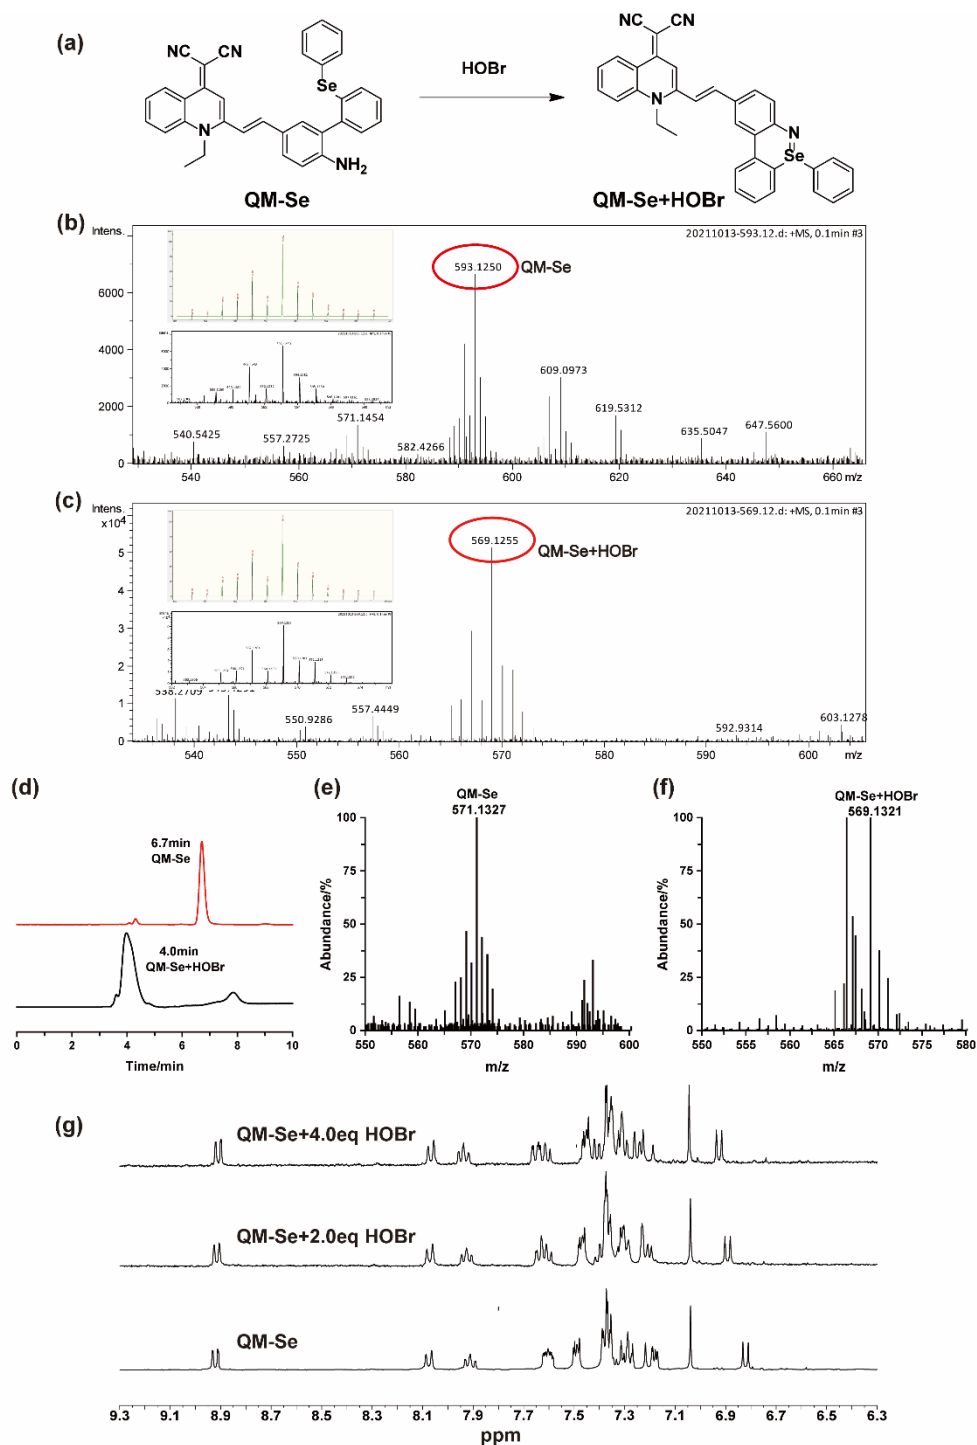 (a)
NC CN
Se
N
NH₂
QM-Se
HOBr
NC CN
N
N
Se
QM-Se+HOBr
(b)
Intens.
20211013-593.12.d: +MS, 0.1min #3
593.1250
QM-Se
6000
4000
2000
0
540.5425
557.2725
571.1454
582.4266
609.0973
619.5312
635.5047
647.5600
540
560
580
600
620
640
660 m/z
(c)
Intens.
x10⁴
20211013-569.12.d: +MS, 0.1min #3
569.1255
QM-Se+HOBr
5
4
3
2
1
0
538.2709
550.9286
557.4449
592.9314
603.1278
540
560
570
580
590
600
m/z
(d)
6.7min
QM-Se
4.0min
QM-Se+HOBr
0 2 4 6 8 10
Time/min
(e)
QM-Se
571.1327
100
75
50
25
0
Abundance/%
550 555 560 565 570 575 580 585 590 595 600
m/z
(f)
QM-Se+HOBr
569.1321
100
75
50
25
0
Abundance/%
550 555 560 565 570 575 580
m/z
(g)
QM-Se+4.0eq HOBr
QM-Se+2.0eq HOBr
QM-Se
9.3 9.1 8.9 8.7 8.5 8.3 8.1 7.9 7.7 7.5 7.3 7.1 6.9 6.7 6.5 6.3
ppm